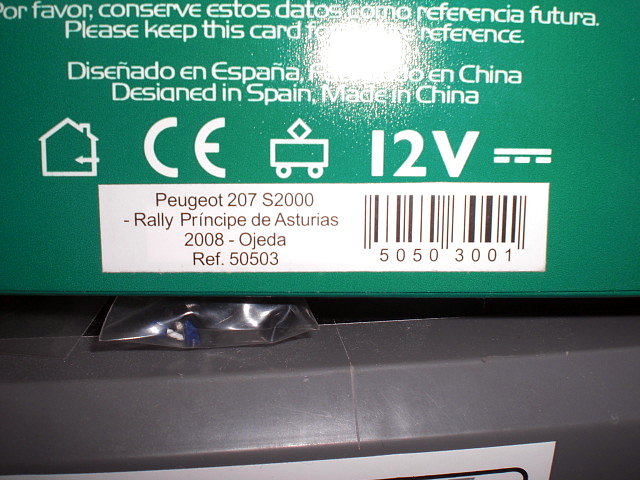 Por favor, conserve estos datos como referencia futura.
Please keep this card for reference.
Diseñado en España, en China
Designed in Spain, Made in China
CE
12V
Peugeot 207 S2000
- Rally Príncipe de Asturias
2008 - Ojeda
Ref. 50503
5050 3001